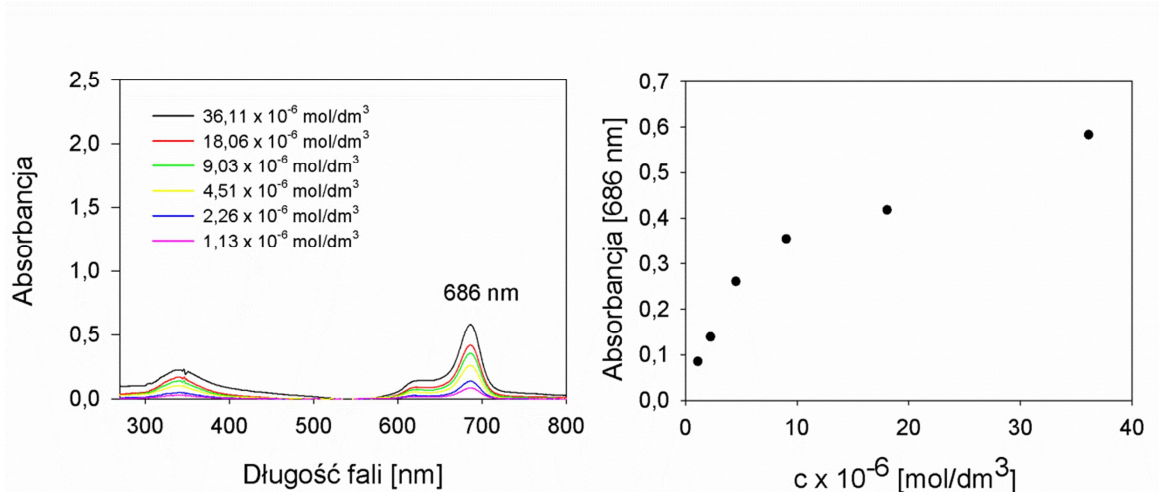 2,5
2,0
1,5
1,0
0,5
0,0
Absorbancja
36,11 x 10⁻⁶ mol/dm³
18,06 x 10⁻⁶ mol/dm³
9,03 x 10⁻⁶ mol/dm³
4,51 x 10⁻⁶ mol/dm³
2,26 x 10⁻⁶ mol/dm³
1,13 x 10⁻⁶ mol/dm³
686 nm
300 400 500 600 700 800
Długość fali [nm]
0,7
0,6
0,5
0,4
0,3
0,2
0,1
0,0
Absorbancja [686 nm]
0 10 20 30 40
c x 10⁻⁶ [mol/dm³]